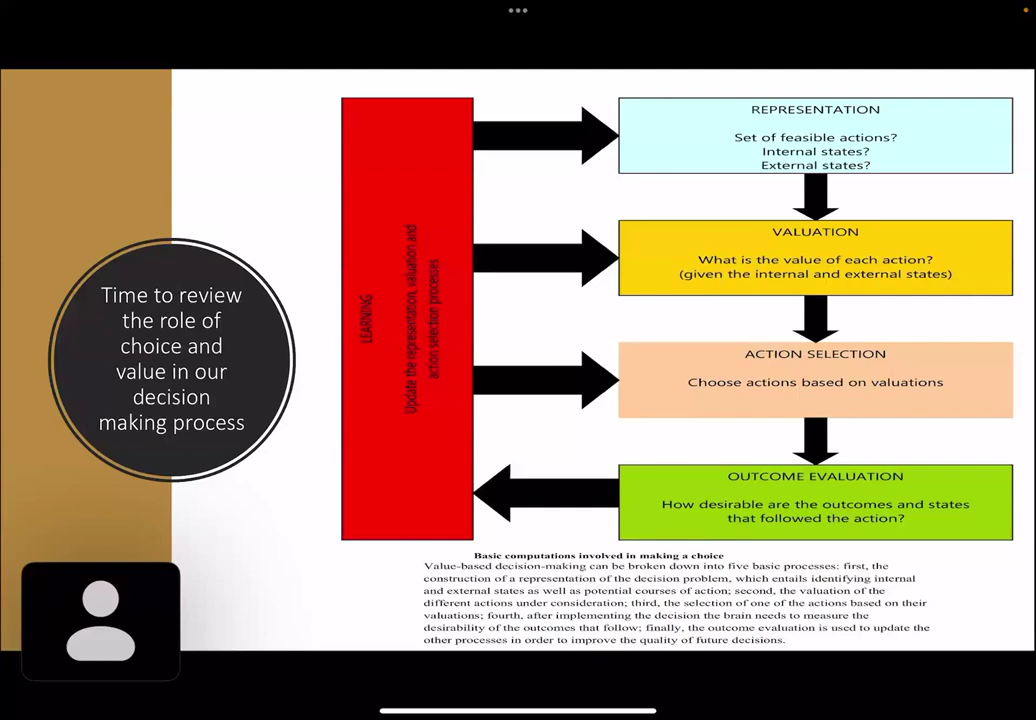 Time to review
the role of
choice and
value in our
decision
making process
LEARNING
Update the representation, valuation and
action selection processes
REPRESENTATION
Set of feasible actions?
Internal states?
External states?
VALUATION
What is the value of each action?
(given the internal and external states)
ACTION SELECTION
Choose actions based on valuations
OUTCOME EVALUATION
How desirable are the outcomes and states
that followed the action?
Basic computations involved in making a choice
Value-based decision-making can be broken down into five basic processes: first, the
construction of a representation of the decision problem, which entails identifying internal
and external states as well as potential courses of action; second, the valuation of the
different actions under consideration; third, the selection of one of the actions based on their
valuations; fourth, after implementing the decision the brain needs to measure the
desirability of the outcomes that follow; finally, the outcome evaluation is used to update the
other processes in order to improve the quality of future decisions.